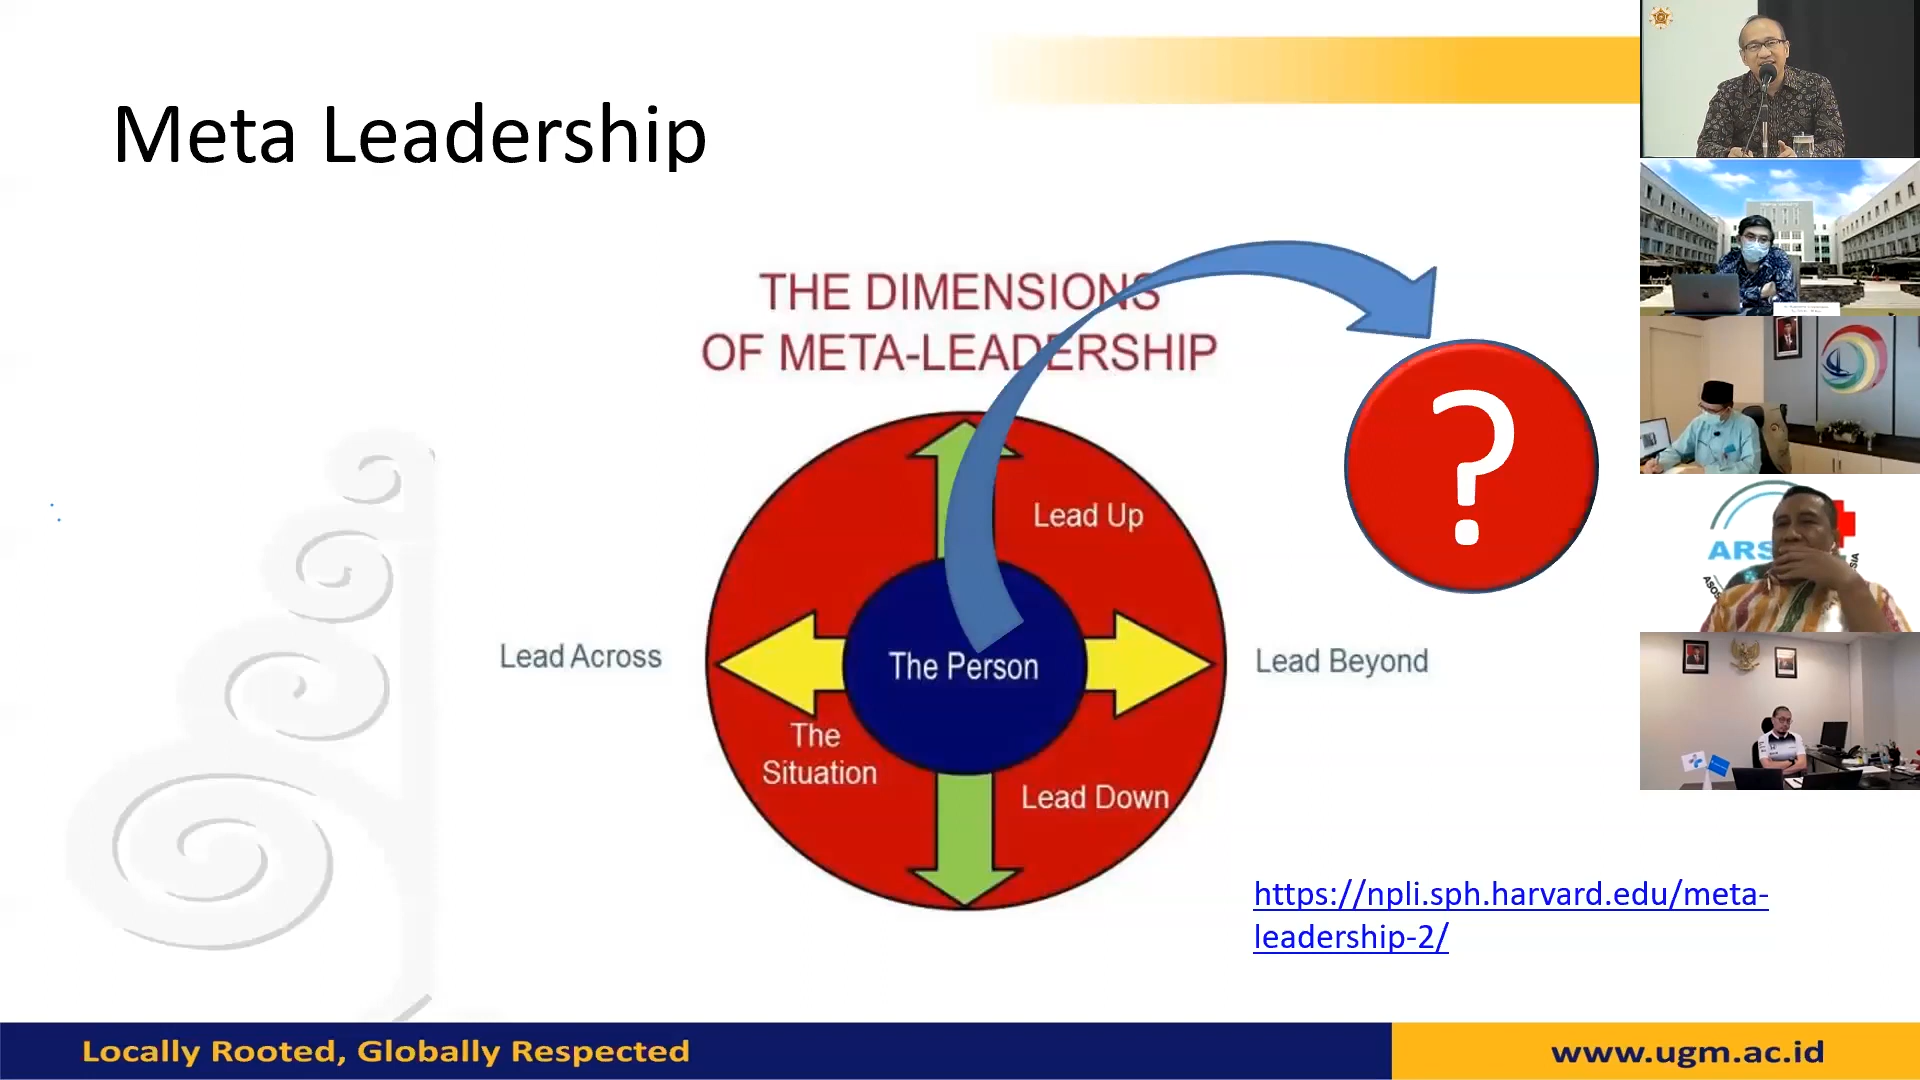 Meta Leadership
THE DIMENSIONS
OF META-LEADERSHIP
?
Lead Up
Lead Across
The Person
Lead Beyond
The
Situation
Lead Down
https://npli.sph.harvard.edu/meta-
leadership-2/
Locally Rooted, Globally Respected
www.ugm.ac.id